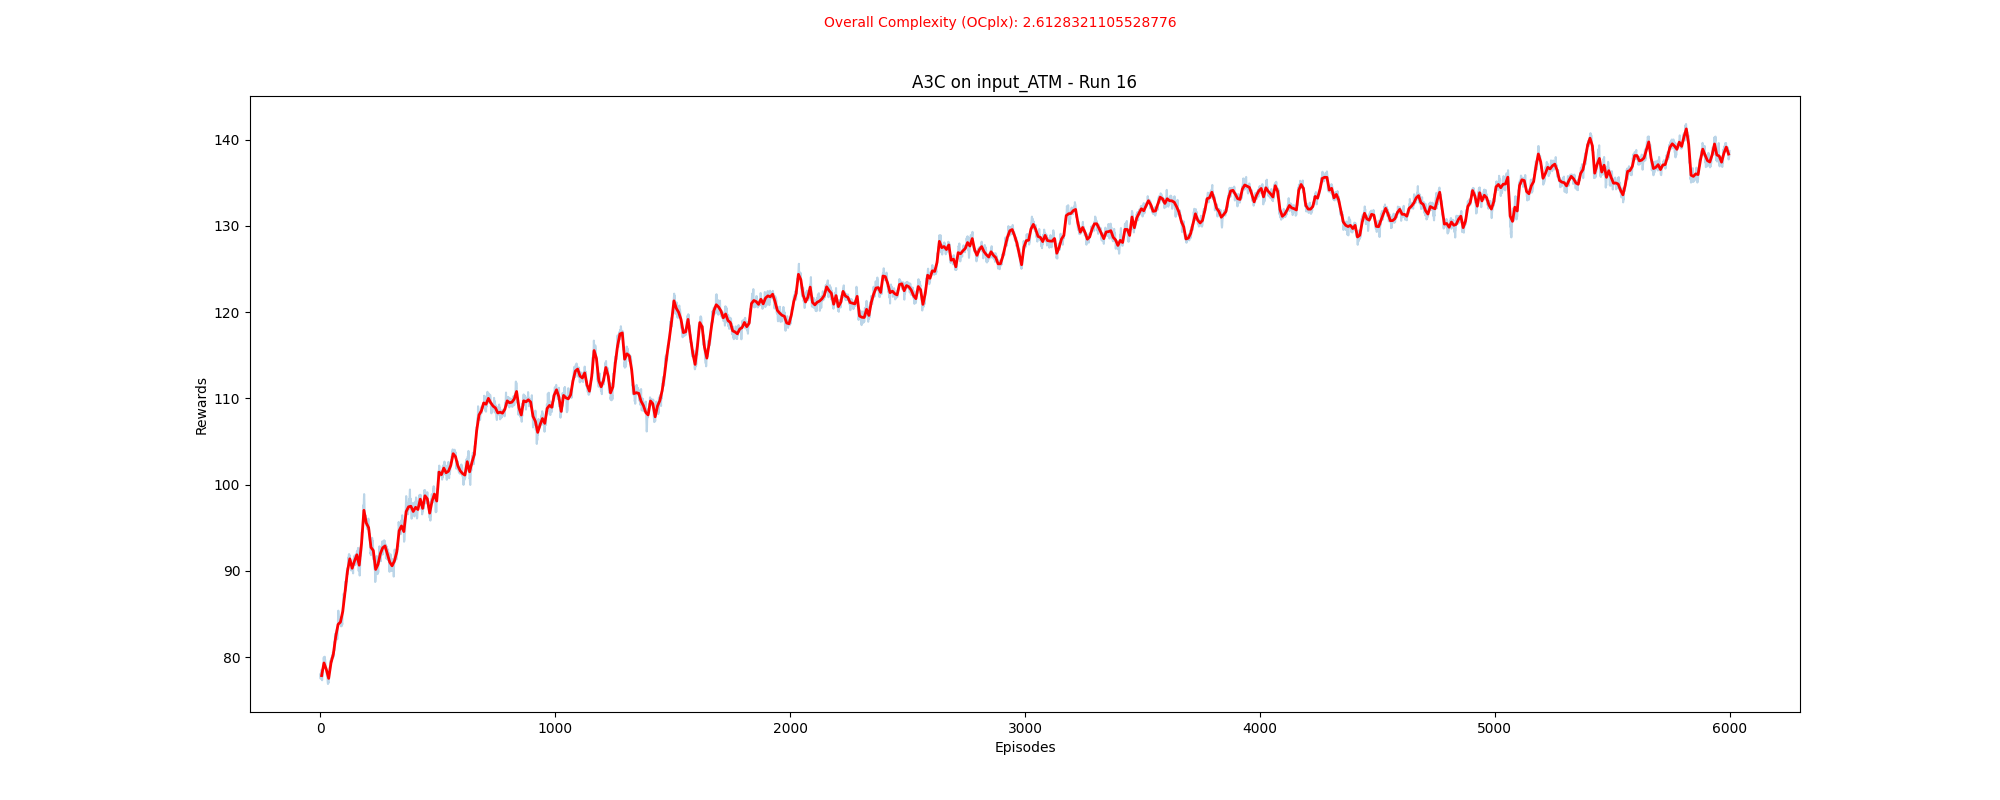 Overall Complexity (OCplx): 2.6128321105528776
A3C on input_ATM - Run 16
140
130
120
110
100
90
80
Rewards
0 1000 2000 3000 4000 5000 6000
Episodes